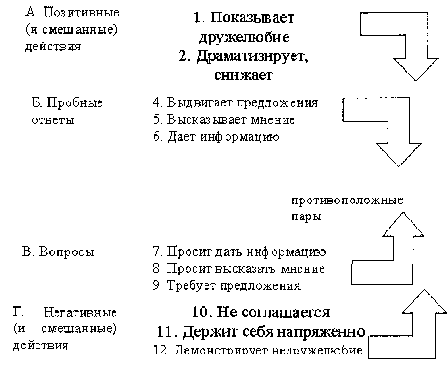 А. Позитивные
(и смешанные)
действия
1. Показывает
дружелюбие
2. Драматизирует,
снижает
Б. Пробные
ответы
4. Выдвигает предложения
5. Высказывает мнение
6. Дает информацию
противоположные
пары
В. Вопросы
7. Просит дать информацию
8 Просит высказать мнение
9 Требует предложения
Г. Негативные
(и смешанные)
действия
10. Не соглашается
11. Держит себя напряженно
12. Демонстрирует недружелюбие